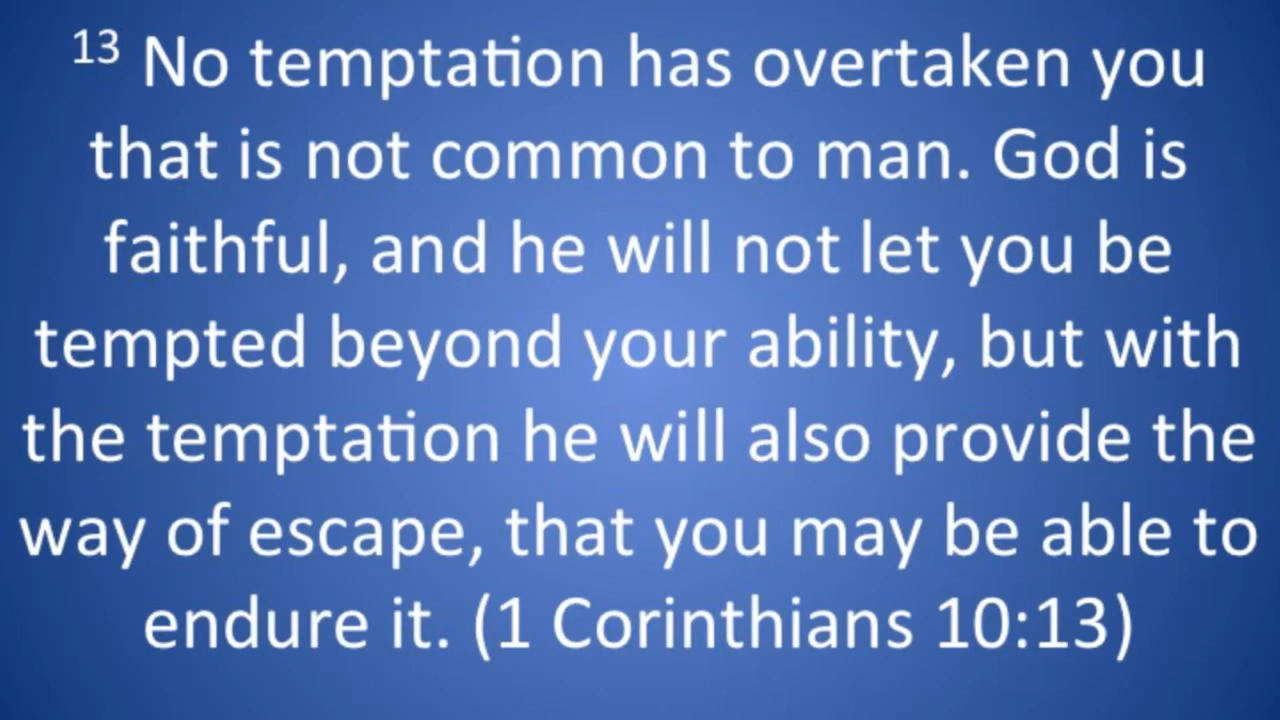 13 No temptation has overtaken you
that is not common to man. God is
faithful, and he will not let you be
tempted beyond your ability, but with
the temptation he will also provide the
way of escape, that you may be able to
endure it. (1 Corinthians 10:13)